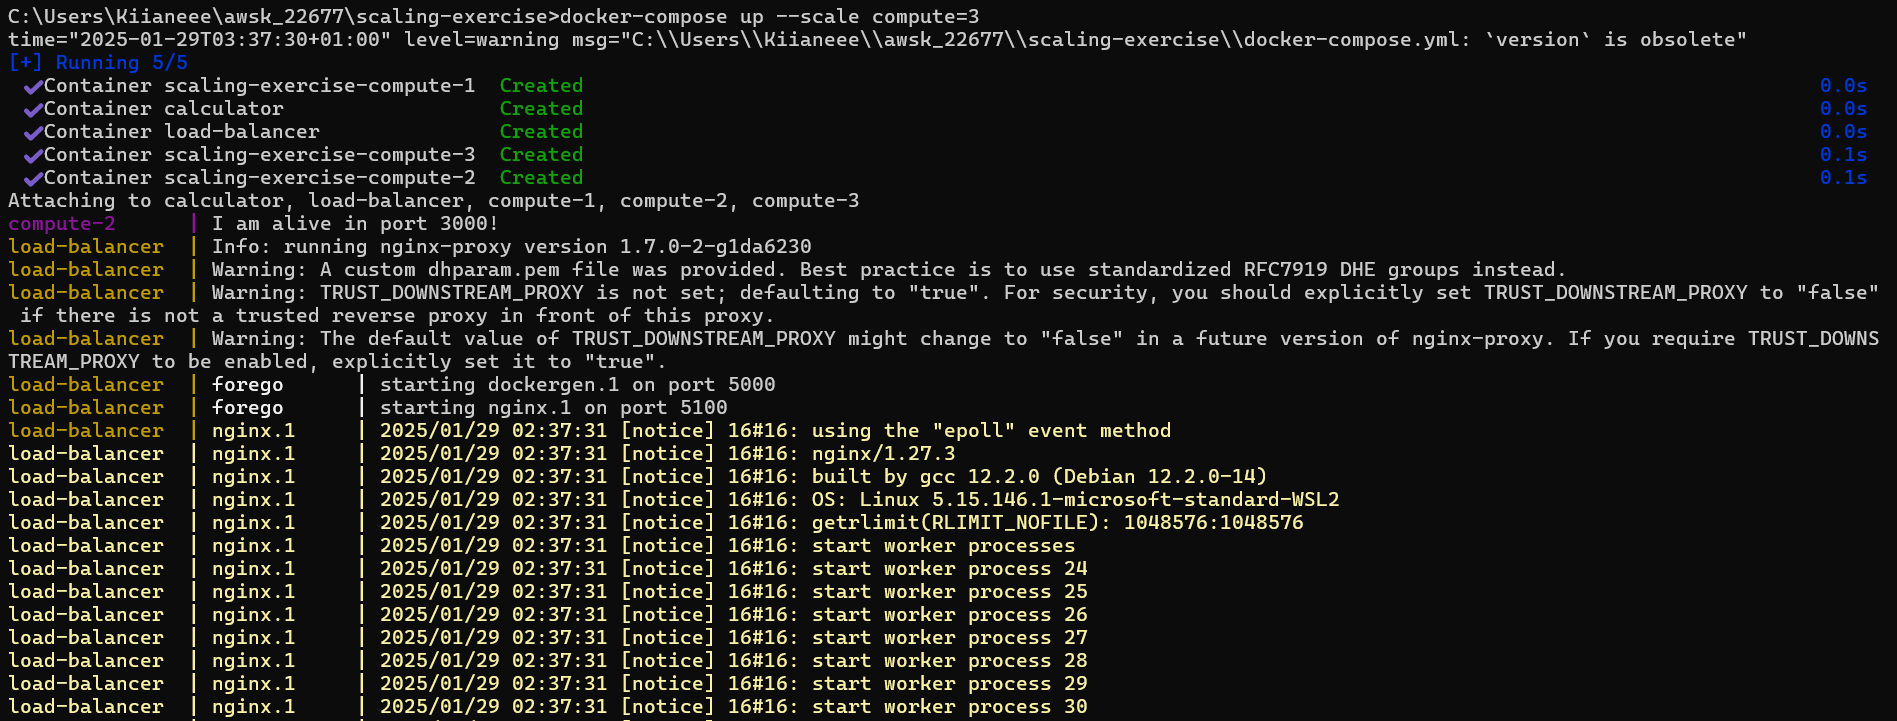 C:\Users\Kiianeee\awsk_22677\scaling-exercise>docker-compose up --scale compute=3
time="2025-01-29T03:37:30+01:00" level=warning msg="C:\\Users\\Kiianeee\\awsk_22677\\scaling-exercise\\docker-compose.yml: `version` is obsolete"
[+] Running 5/5
✔Container scaling-exercise-compute-1  Created 0.0s
✔Container calculator                  Created 0.0s
✔Container load-balancer               Created 0.0s
✔Container scaling-exercise-compute-3  Created 0.1s
✔Container scaling-exercise-compute-2  Created 0.1s
Attaching to calculator, load-balancer, compute-1, compute-2, compute-3
compute-2      | I am alive in port 3000!
load-balancer  | Info: running nginx-proxy version 1.7.0-2-g1da6230
load-balancer  | Warning: A custom dhparam.pem file was provided. Best practice is to use standardized RFC7919 DHE groups instead.
load-balancer  | Warning: TRUST_DOWNSTREAM_PROXY is not set; defaulting to "true". For security, you should explicitly set TRUST_DOWNSTREAM_PROXY to "false"
 if there is not a trusted reverse proxy in front of this proxy.
load-balancer  | Warning: The default value of TRUST_DOWNSTREAM_PROXY might change to "false" in a future version of nginx-proxy. If you require TRUST_DOWNS
TREAM_PROXY to be enabled, explicitly set it to "true".
load-balancer  | forego      | starting dockergen.1 on port 5000
load-balancer  | forego      | starting nginx.1 on port 5100
load-balancer  | nginx.1     | 2025/01/29 02:37:31 [notice] 16#16: using the "epoll" event method
load-balancer  | nginx.1     | 2025/01/29 02:37:31 [notice] 16#16: nginx/1.27.3
load-balancer  | nginx.1     | 2025/01/29 02:37:31 [notice] 16#16: built by gcc 12.2.0 (Debian 12.2.0-14)
load-balancer  | nginx.1     | 2025/01/29 02:37:31 [notice] 16#16: OS: Linux 5.15.146.1-microsoft-standard-WSL2
load-balancer  | nginx.1     | 2025/01/29 02:37:31 [notice] 16#16: getrlimit(RLIMIT_NOFILE): 1048576:1048576
load-balancer  | nginx.1     | 2025/01/29 02:37:31 [notice] 16#16: start worker processes
load-balancer  | nginx.1     | 2025/01/29 02:37:31 [notice] 16#16: start worker process 24
load-balancer  | nginx.1     | 2025/01/29 02:37:31 [notice] 16#16: start worker process 25
load-balancer  | nginx.1     | 2025/01/29 02:37:31 [notice] 16#16: start worker process 26
load-balancer  | nginx.1     | 2025/01/29 02:37:31 [notice] 16#16: start worker process 27
load-balancer  | nginx.1     | 2025/01/29 02:37:31 [notice] 16#16: start worker process 28
load-balancer  | nginx.1     | 2025/01/29 02:37:31 [notice] 16#16: start worker process 29
load-balancer  | nginx.1     | 2025/01/29 02:37:31 [notice] 16#16: start worker process 30